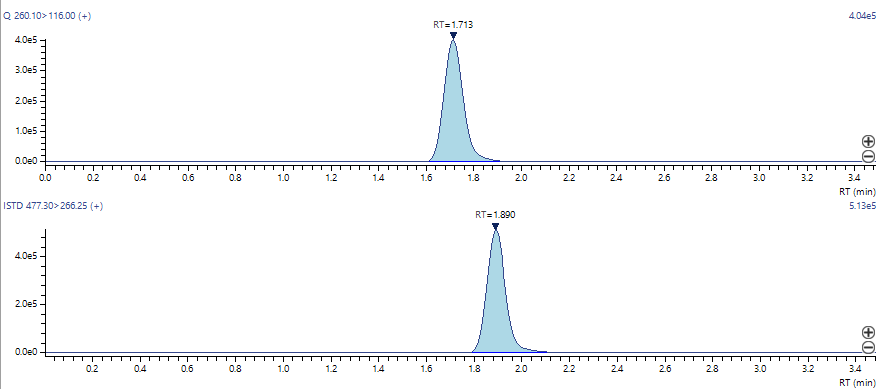 Q 260.10>116.00 (+) 4.04e5
RT=1.713
4.0e5
3.0e5
2.0e5
1.0e5
0.0e0
0.0 0.2 0.4 0.6 0.8 1.0 1.2 1.4 1.6 1.8 2.0 2.2 2.4 2.6 2.8 3.0 3.2 3.4
RT (min)
ISTD 477.30>266.25 (+) 5.13e5
RT=1.890
4.0e5
2.0e5
0.0e0
0.2 0.4 0.6 0.8 1.0 1.2 1.4 1.6 1.8 2.0 2.2 2.4 2.6 2.8 3.0 3.2 3.4
RT (min)